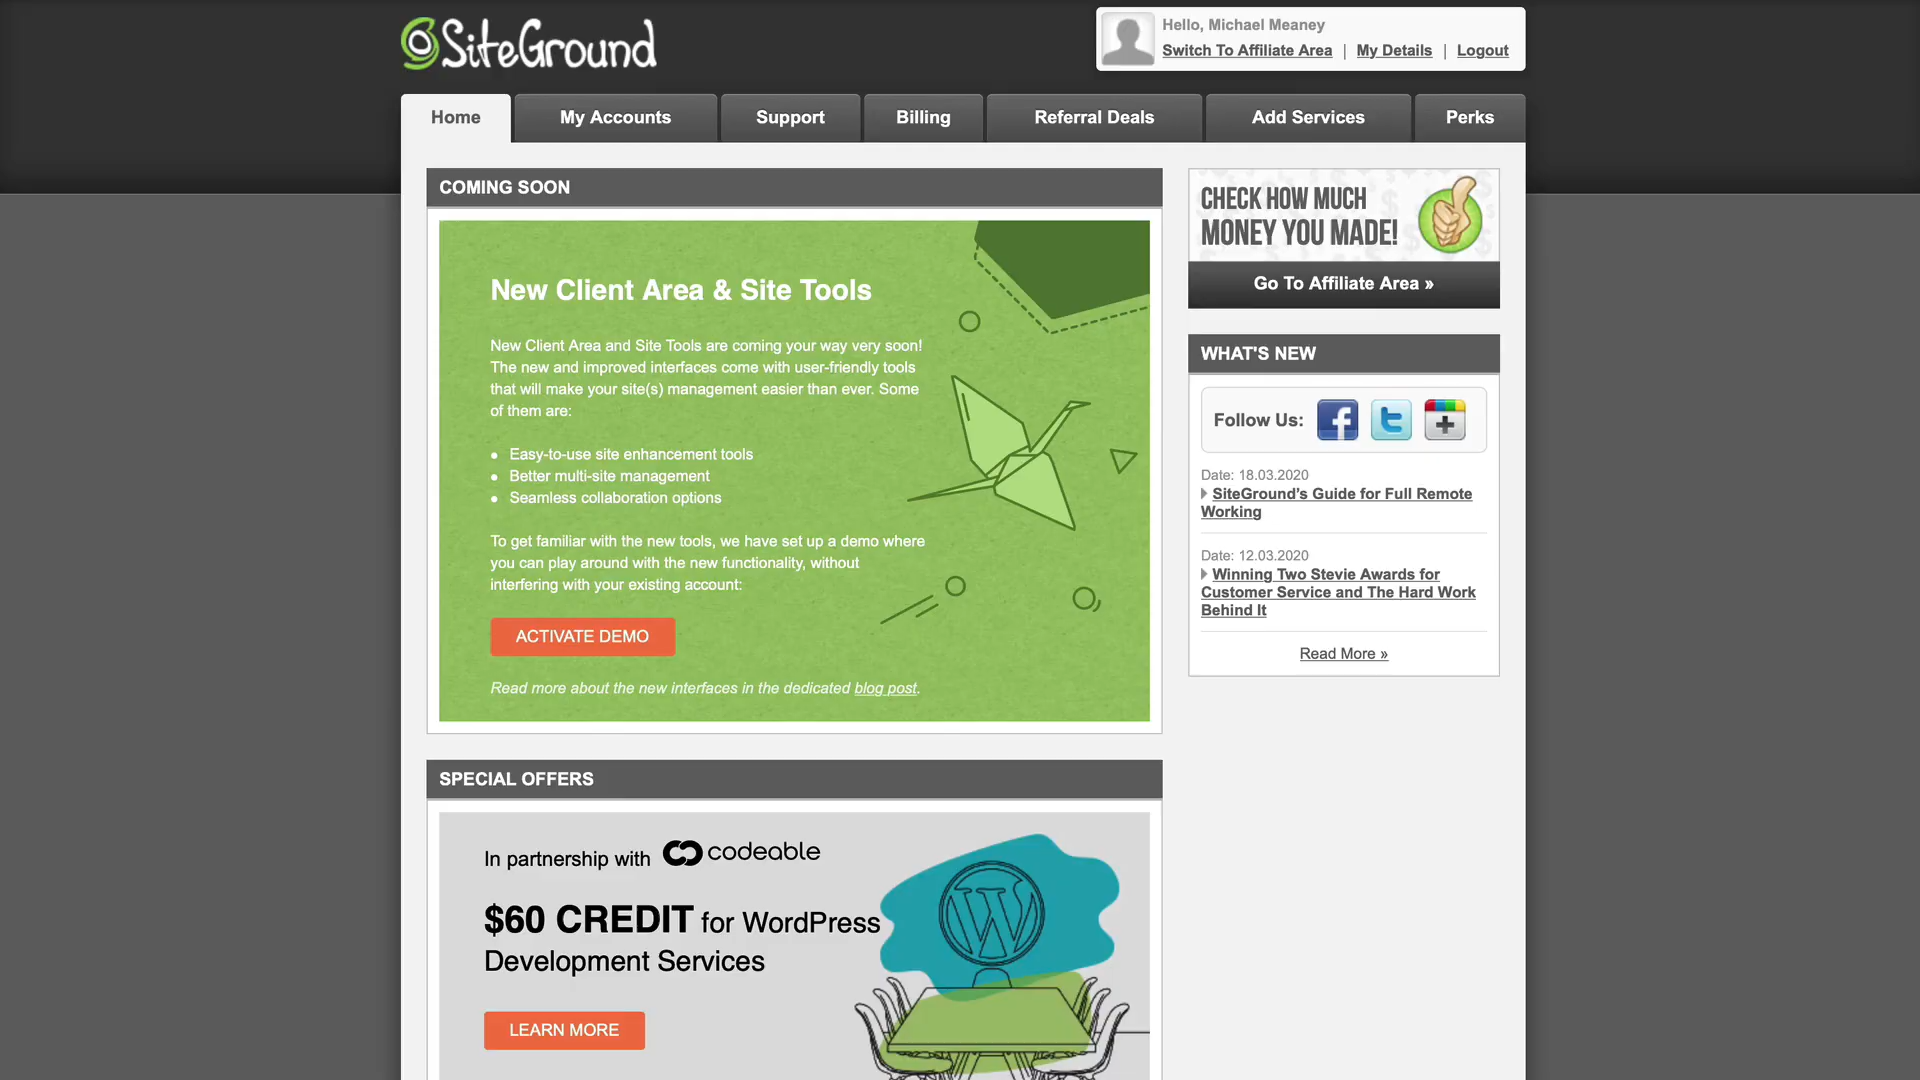 SiteGround
Hello, Michael Meaney
Switch To Affiliate Area | My Details | Logout
Home
My Accounts
Support
Billing
Referral Deals
Add Services
Perks
COMING SOON
New Client Area & Site Tools
New Client Area and Site Tools are coming your way very soon!
The new and improved interfaces come with user-friendly tools
that will make your site(s) management easier than ever. Some
of them are:
Easy-to-use site enhancement tools
Better multi-site management
Seamless collaboration options
To get familiar with the new tools, we have set up a demo where
you can play around with the new functionality, without
interfering with your existing account:
ACTIVATE DEMO
Read more about the new interfaces in the dedicated blog post.
SPECIAL OFFERS
In partnership with codeable
$60 CREDIT for WordPress
Development Services
LEARN MORE
CHECK HOW MUCH
MONEY YOU MADE!
Go To Affiliate Area »
WHAT'S NEW
Follow Us:
Date: 18.03.2020
SiteGround's Guide for Full Remote
Working
Date: 12.03.2020
Winning Two Stevie Awards for
Customer Service and The Hard Work
Behind It
Read More »